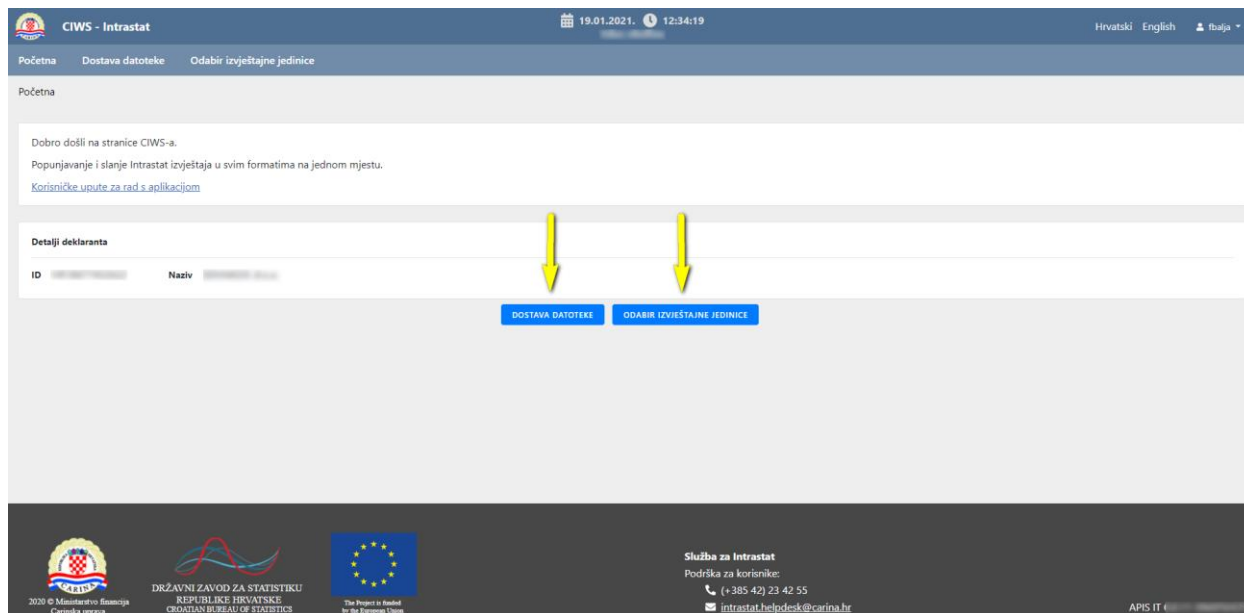 CIWS - Intrastat
19.01.2021. 12:34:19
Hrvatski English fbalja
Početna Dostava datoteke Odabir izvještajne jedinice
Početna
Dobro došli na stranice CIWS-a.
Popunjavanje i slanje Intrastat izvještaja u svim formatima na jednom mjestu.
Korisničke upute za rad s aplikacijom
Detalji deklaranta
ID Naziv
DOSTAVA DATOTEKE ODABIR IZVJEŠTAJNE JEDINICE
CARINA
2020 © Ministarstvo financija
Carinska uprava
DRŽAVNI ZAVOD ZA STATISTIKU
REPUBLIKE HRVATSKE
CROATIAN BUREAU OF STATISTICS
The Project is funded
by the European Union
Služba za Intrastat
Podrška za korisnike:
(+385 42) 23 42 55
intrastat.helpdesk@carina.hr
APIS IT